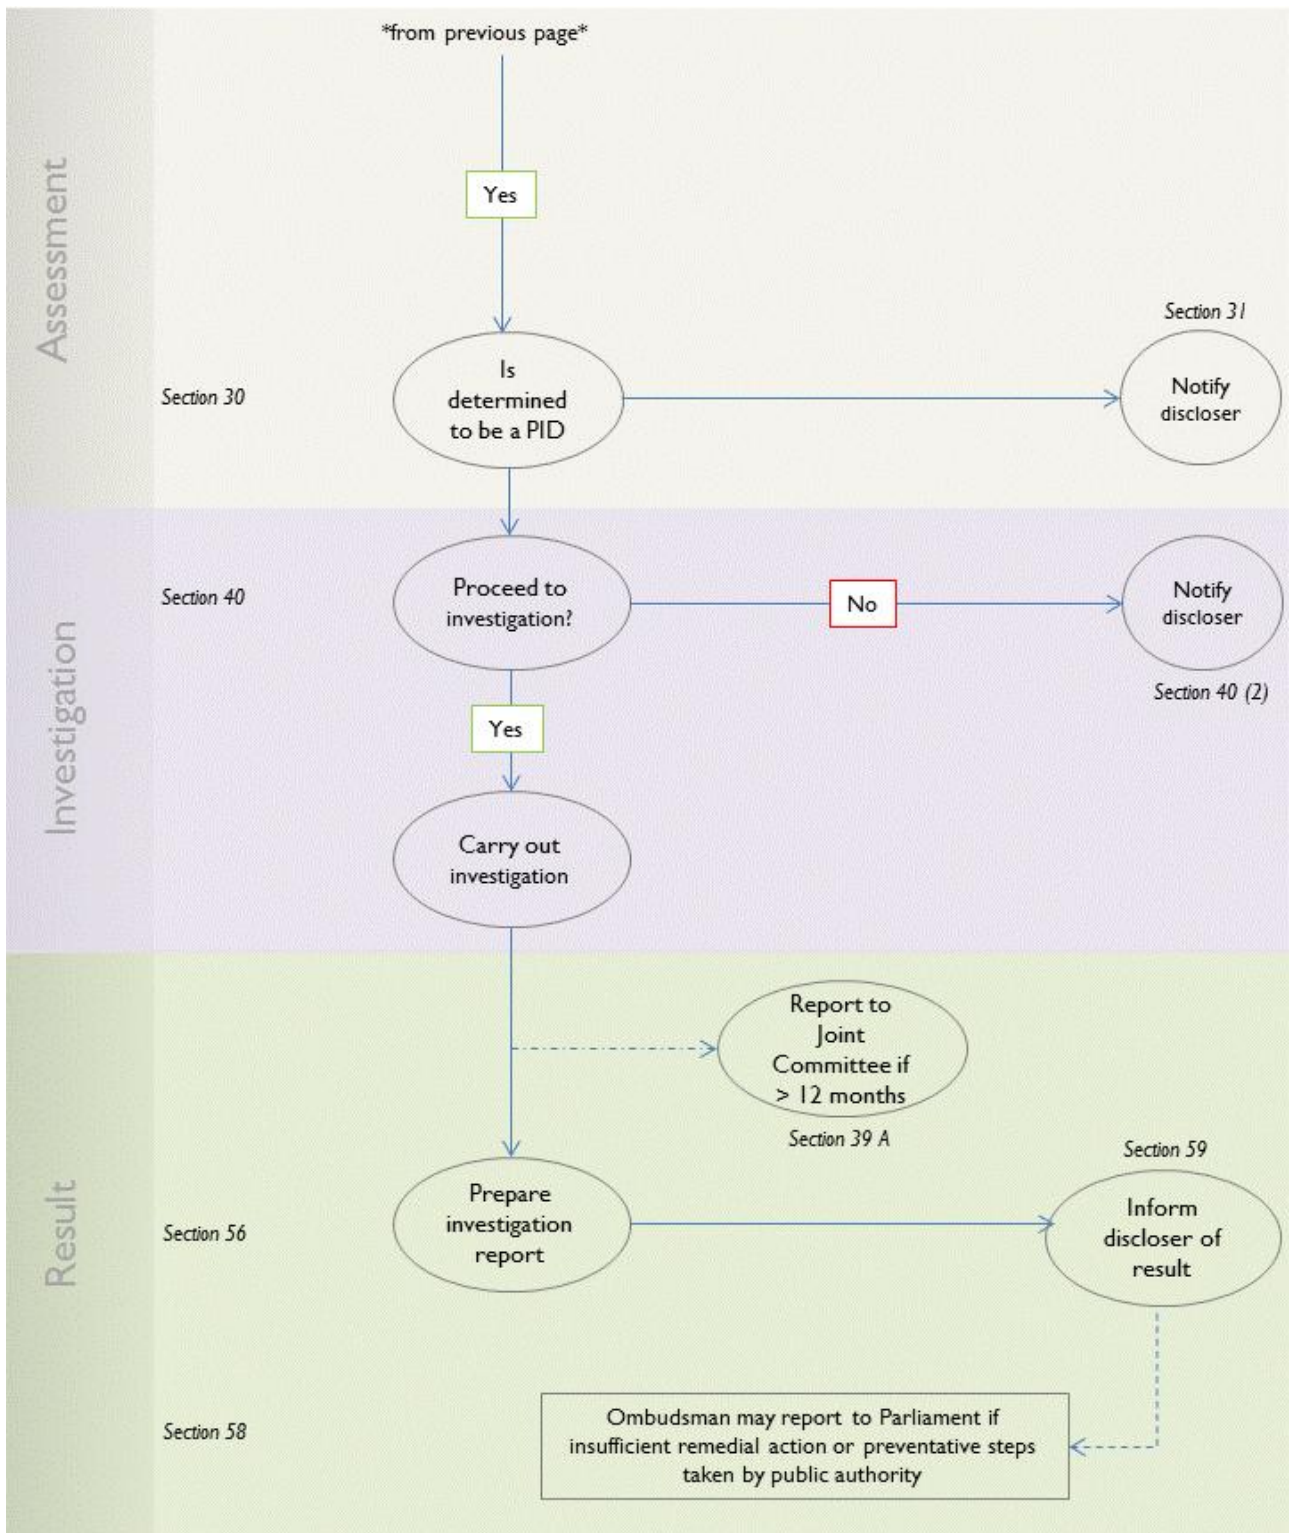 *from previous page*
Assessment
Yes
Section 31
Section 30
Is
determined
to be a PID
Notify
discloser
Investigation
Section 40
Proceed to
investigation?
No
Notify
discloser
Section 40 (2)
Yes
Carry out
investigation
Result
Report to
Joint
Committee if
> 12 months
Section 39 A
Section 59
Section 56
Prepare
investigation
report
Inform
discloser of
result
Section 58
Ombudsman may report to Parliament if
insufficient remedial action or preventative steps
taken by public authority